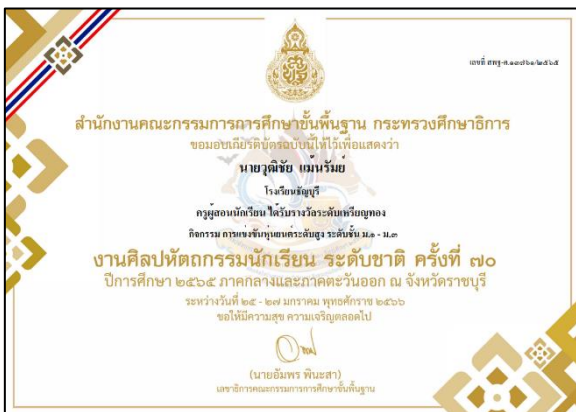 เลขที่ สพฐ-ค.๑๓๗๖๑/๒๕๖๕
สำนักงานคณะกรรมการการศึกษาขั้นพื้นฐาน กระทรวงศึกษาธิการ
ขอมอบเกียรติบัตรฉบับนี้ให้ไว้เพื่อแสดงว่า
นายวุฒิชัย แม้นรัมย์
โรงเรียนธัญบุรี
ครูผู้สอนนักเรียน ได้รับรางวัลระดับเหรียญทอง
กิจกรรม การแข่งขันหุ่นยนต์ระดับสูง ระดับชั้น ม.๑ - ม.๓
งานศิลปหัตถกรรมนักเรียน ระดับชาติ ครั้งที่ ๗๐
ปีการศึกษา ๒๕๖๕ ภาคกลางและภาคตะวันออก ณ จังหวัดราชบุรี
ระหว่างวันที่ ๒๕ - ๒๗ มกราคม พุทธศักราช ๒๕๖๖
ขอให้มีความสุข ความเจริญตลอดไป
(นายอัมพร พินะสา)
เลขาธิการคณะกรรมการการศึกษาขั้นพื้นฐาน